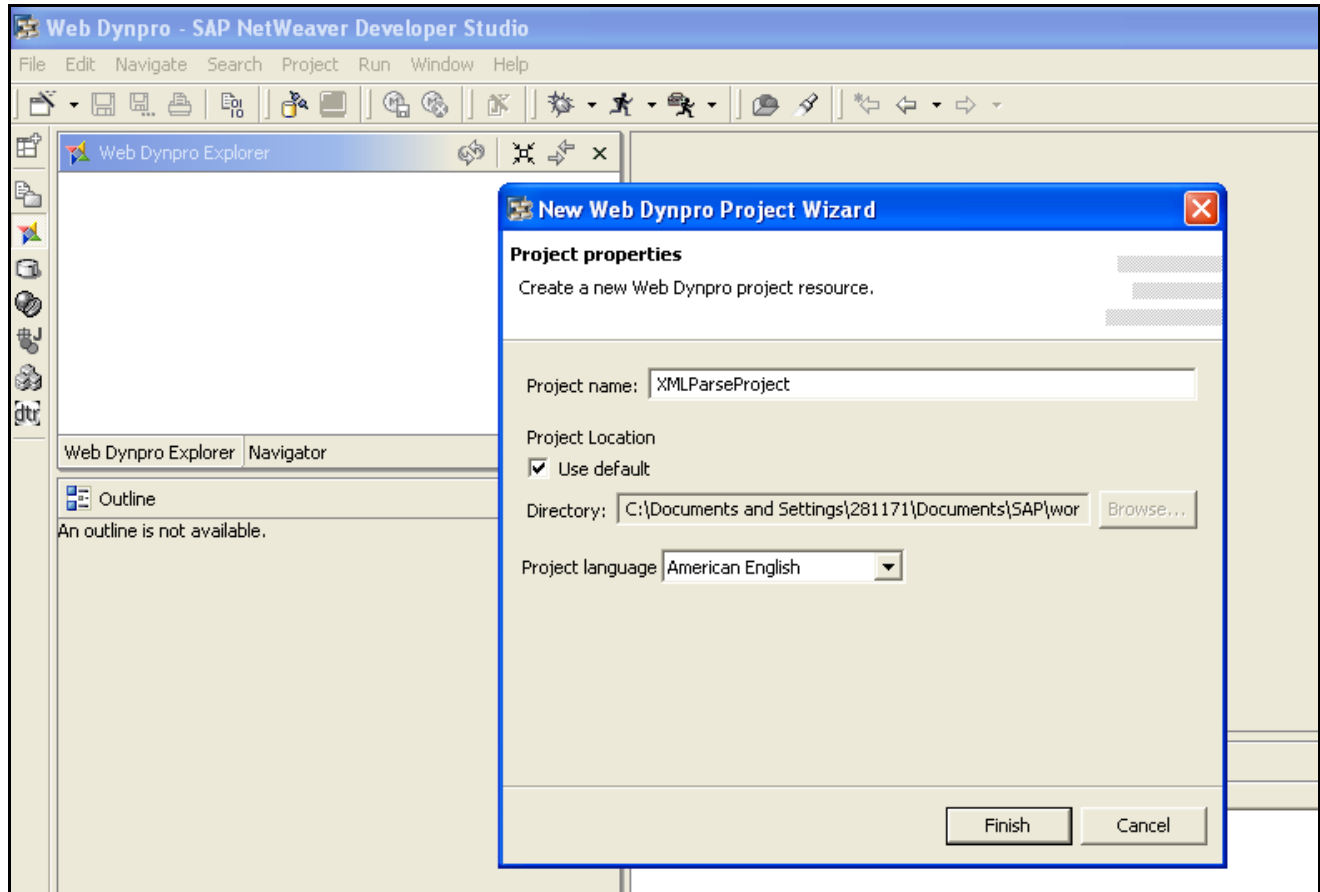 Web Dynpro - SAP NetWeaver Developer Studio
File Edit Navigate Search Project Run Window Help
Web Dynpro Explorer
New Web Dynpro Project Wizard
Project properties
Create a new Web Dynpro project resource.
Project name: XMLParseProject
Project Location
Use default
Directory: C:\Documents and Settings\281171\Documents\SAP\wor Browse...
Project language American English
Finish Cancel
dtr
Web Dynpro Explorer Navigator
Outline
An outline is not available.